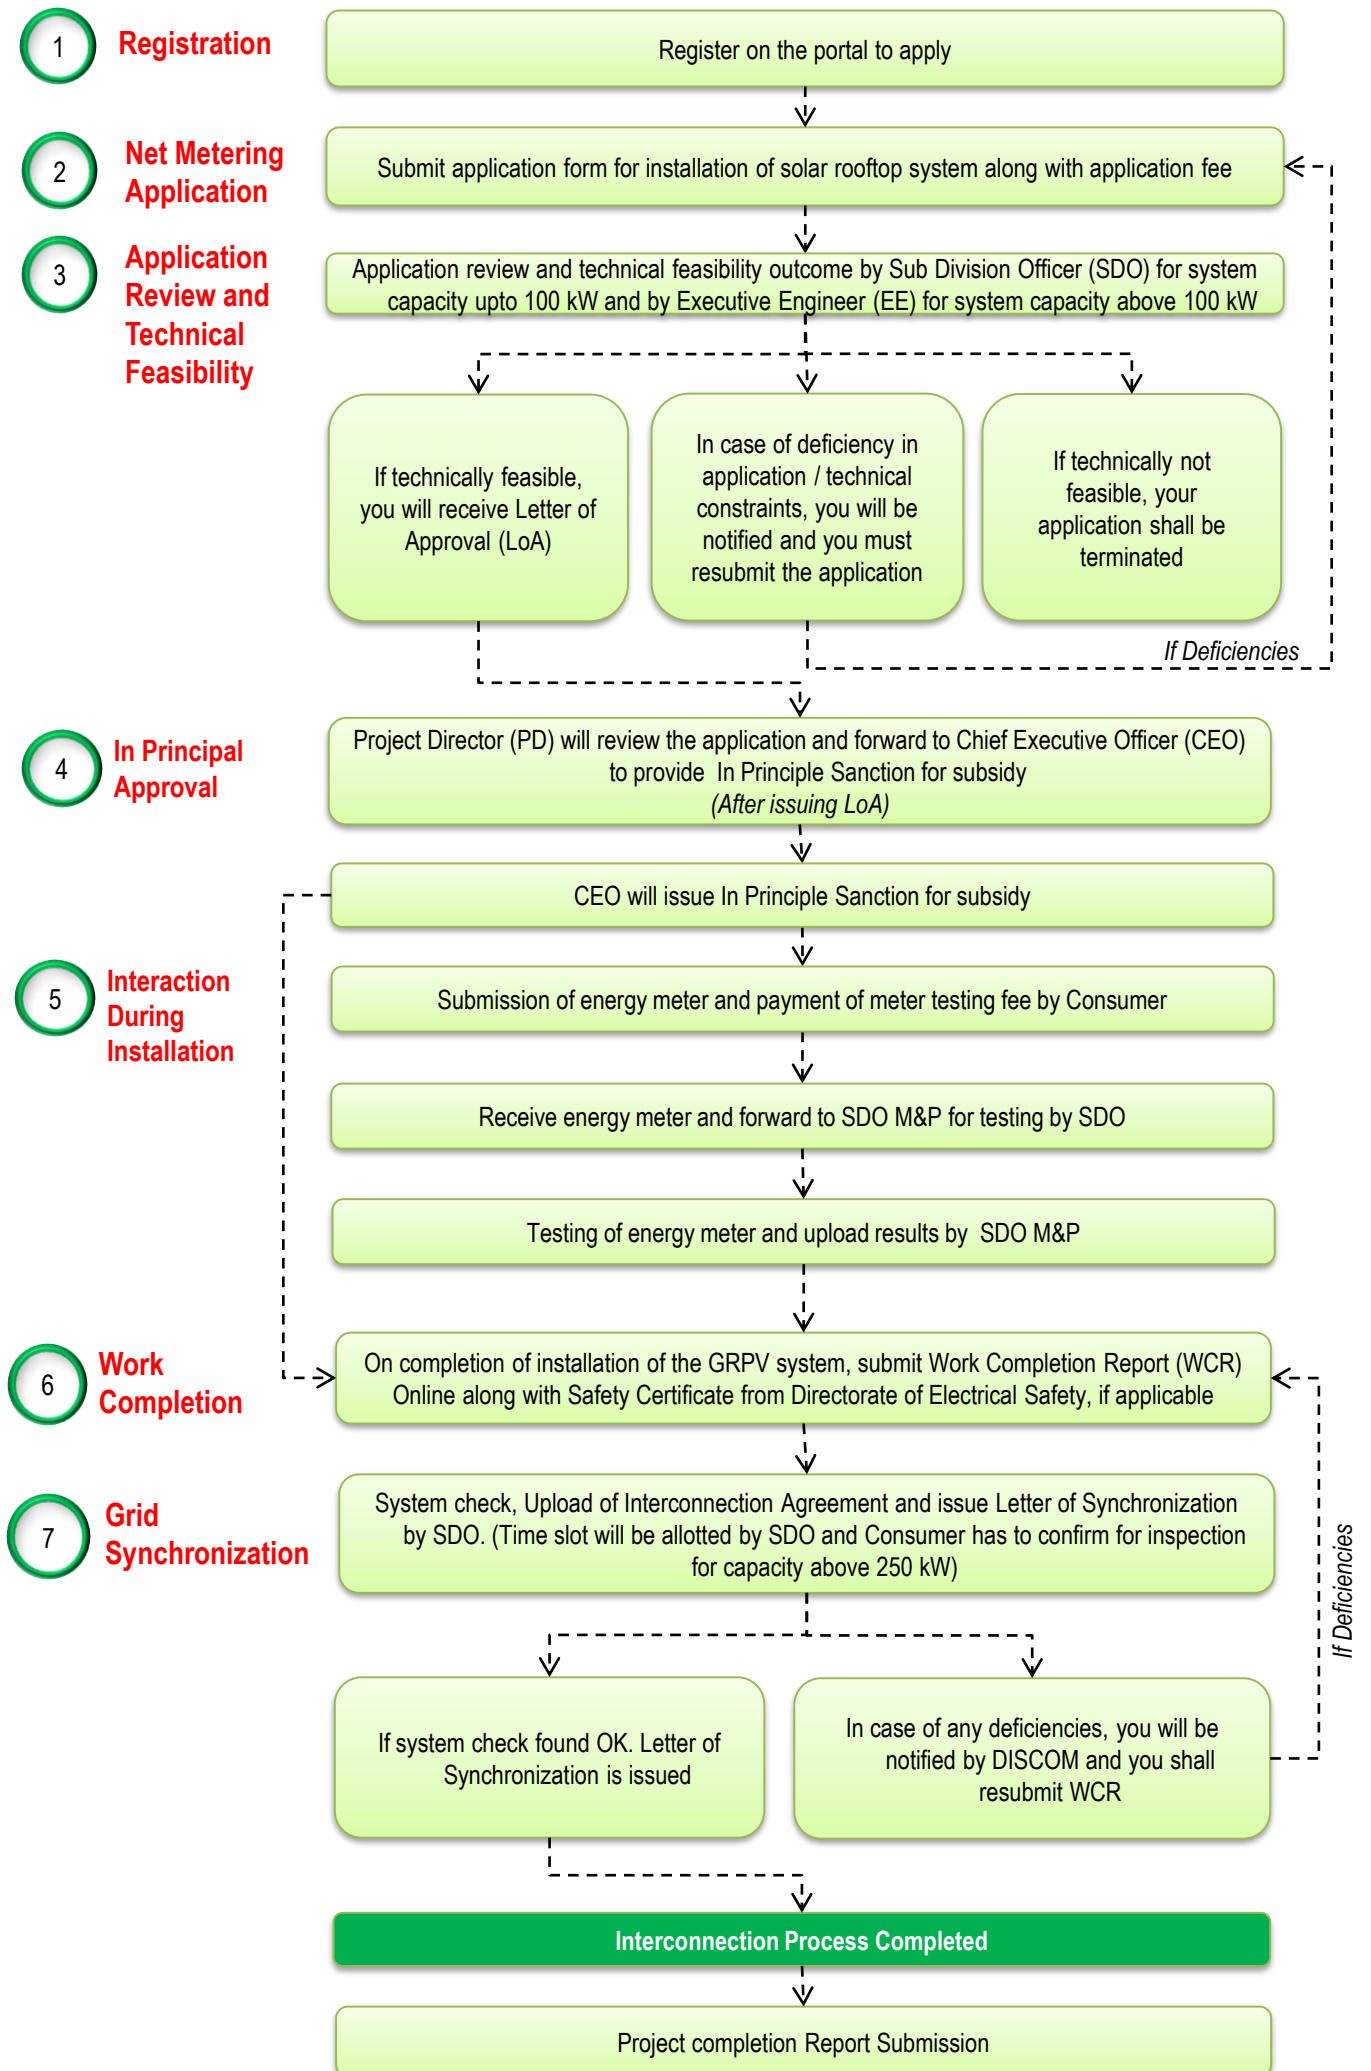 1
Registration
Register on the portal to apply
2
Net Metering
Application
Submit application form for installation of solar rooftop system along with application fee
3
Application
Review and
Technical
Feasibility
Application review and technical feasibility outcome by Sub Division Officer (SDO) for system
capacity upto 100 kW and by Executive Engineer (EE) for system capacity above 100 kW
If technically feasible,
you will receive Letter of
Approval (LoA)
In case of deficiency in
application / technical
constraints, you will be
notified and you must
resubmit the application
If technically not
feasible, your
application shall be
terminated
If Deficiencies
4
In Principal
Approval
Project Director (PD) will review the application and forward to Chief Executive Officer (CEO)
to provide In Principle Sanction for subsidy
(After issuing LoA)
CEO will issue In Principle Sanction for subsidy
5
Interaction
During
Installation
Submission of energy meter and payment of meter testing fee by Consumer
Receive energy meter and forward to SDO M&P for testing by SDO
Testing of energy meter and upload results by SDO M&P
6
Work
Completion
On completion of installation of the GRPV system, submit Work Completion Report (WCR)
Online along with Safety Certificate from Directorate of Electrical Safety, if applicable
7
Grid
Synchronization
System check, Upload of Interconnection Agreement and issue Letter of Synchronization
by SDO. (Time slot will be allotted by SDO and Consumer has to confirm for inspection
for capacity above 250 kW)
If Deficiencies
If system check found OK. Letter of
Synchronization is issued
In case of any deficiencies, you will be
notified by DISCOM and you shall
resubmit WCR
Interconnection Process Completed
Project completion Report Submission